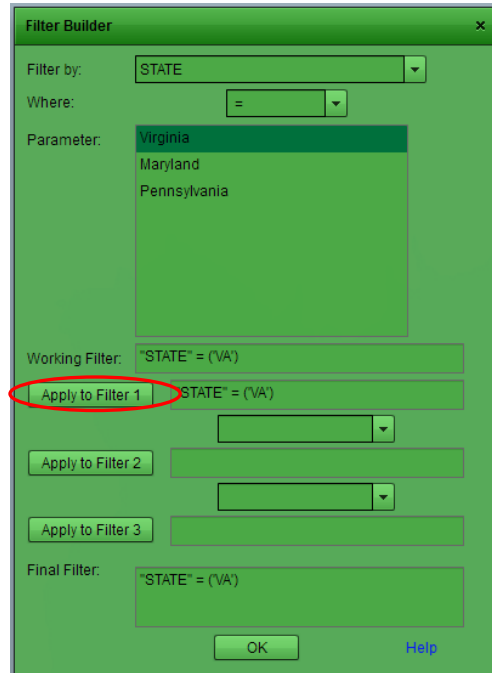 Filter Builder ×
Filter by: STATE
Where: =
Parameter: Virginia
Maryland
Pennsylvania
Working Filter: "STATE" = ('VA')
Apply to Filter 1 "STATE" = ('VA')
Apply to Filter 2
Apply to Filter 3
Final Filter: "STATE" = ('VA')
OK Help